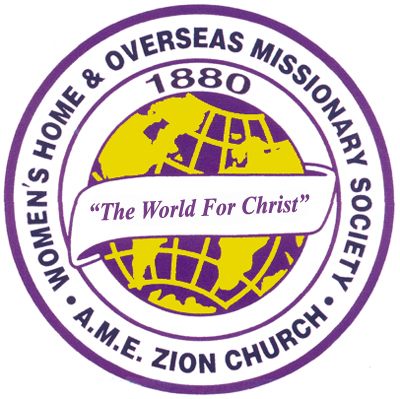 WOMEN'S HOME & OVERSEAS MISSIONARY SOCIETY
1880
“The World For Christ”
• A.M.E. ZION CHURCH •